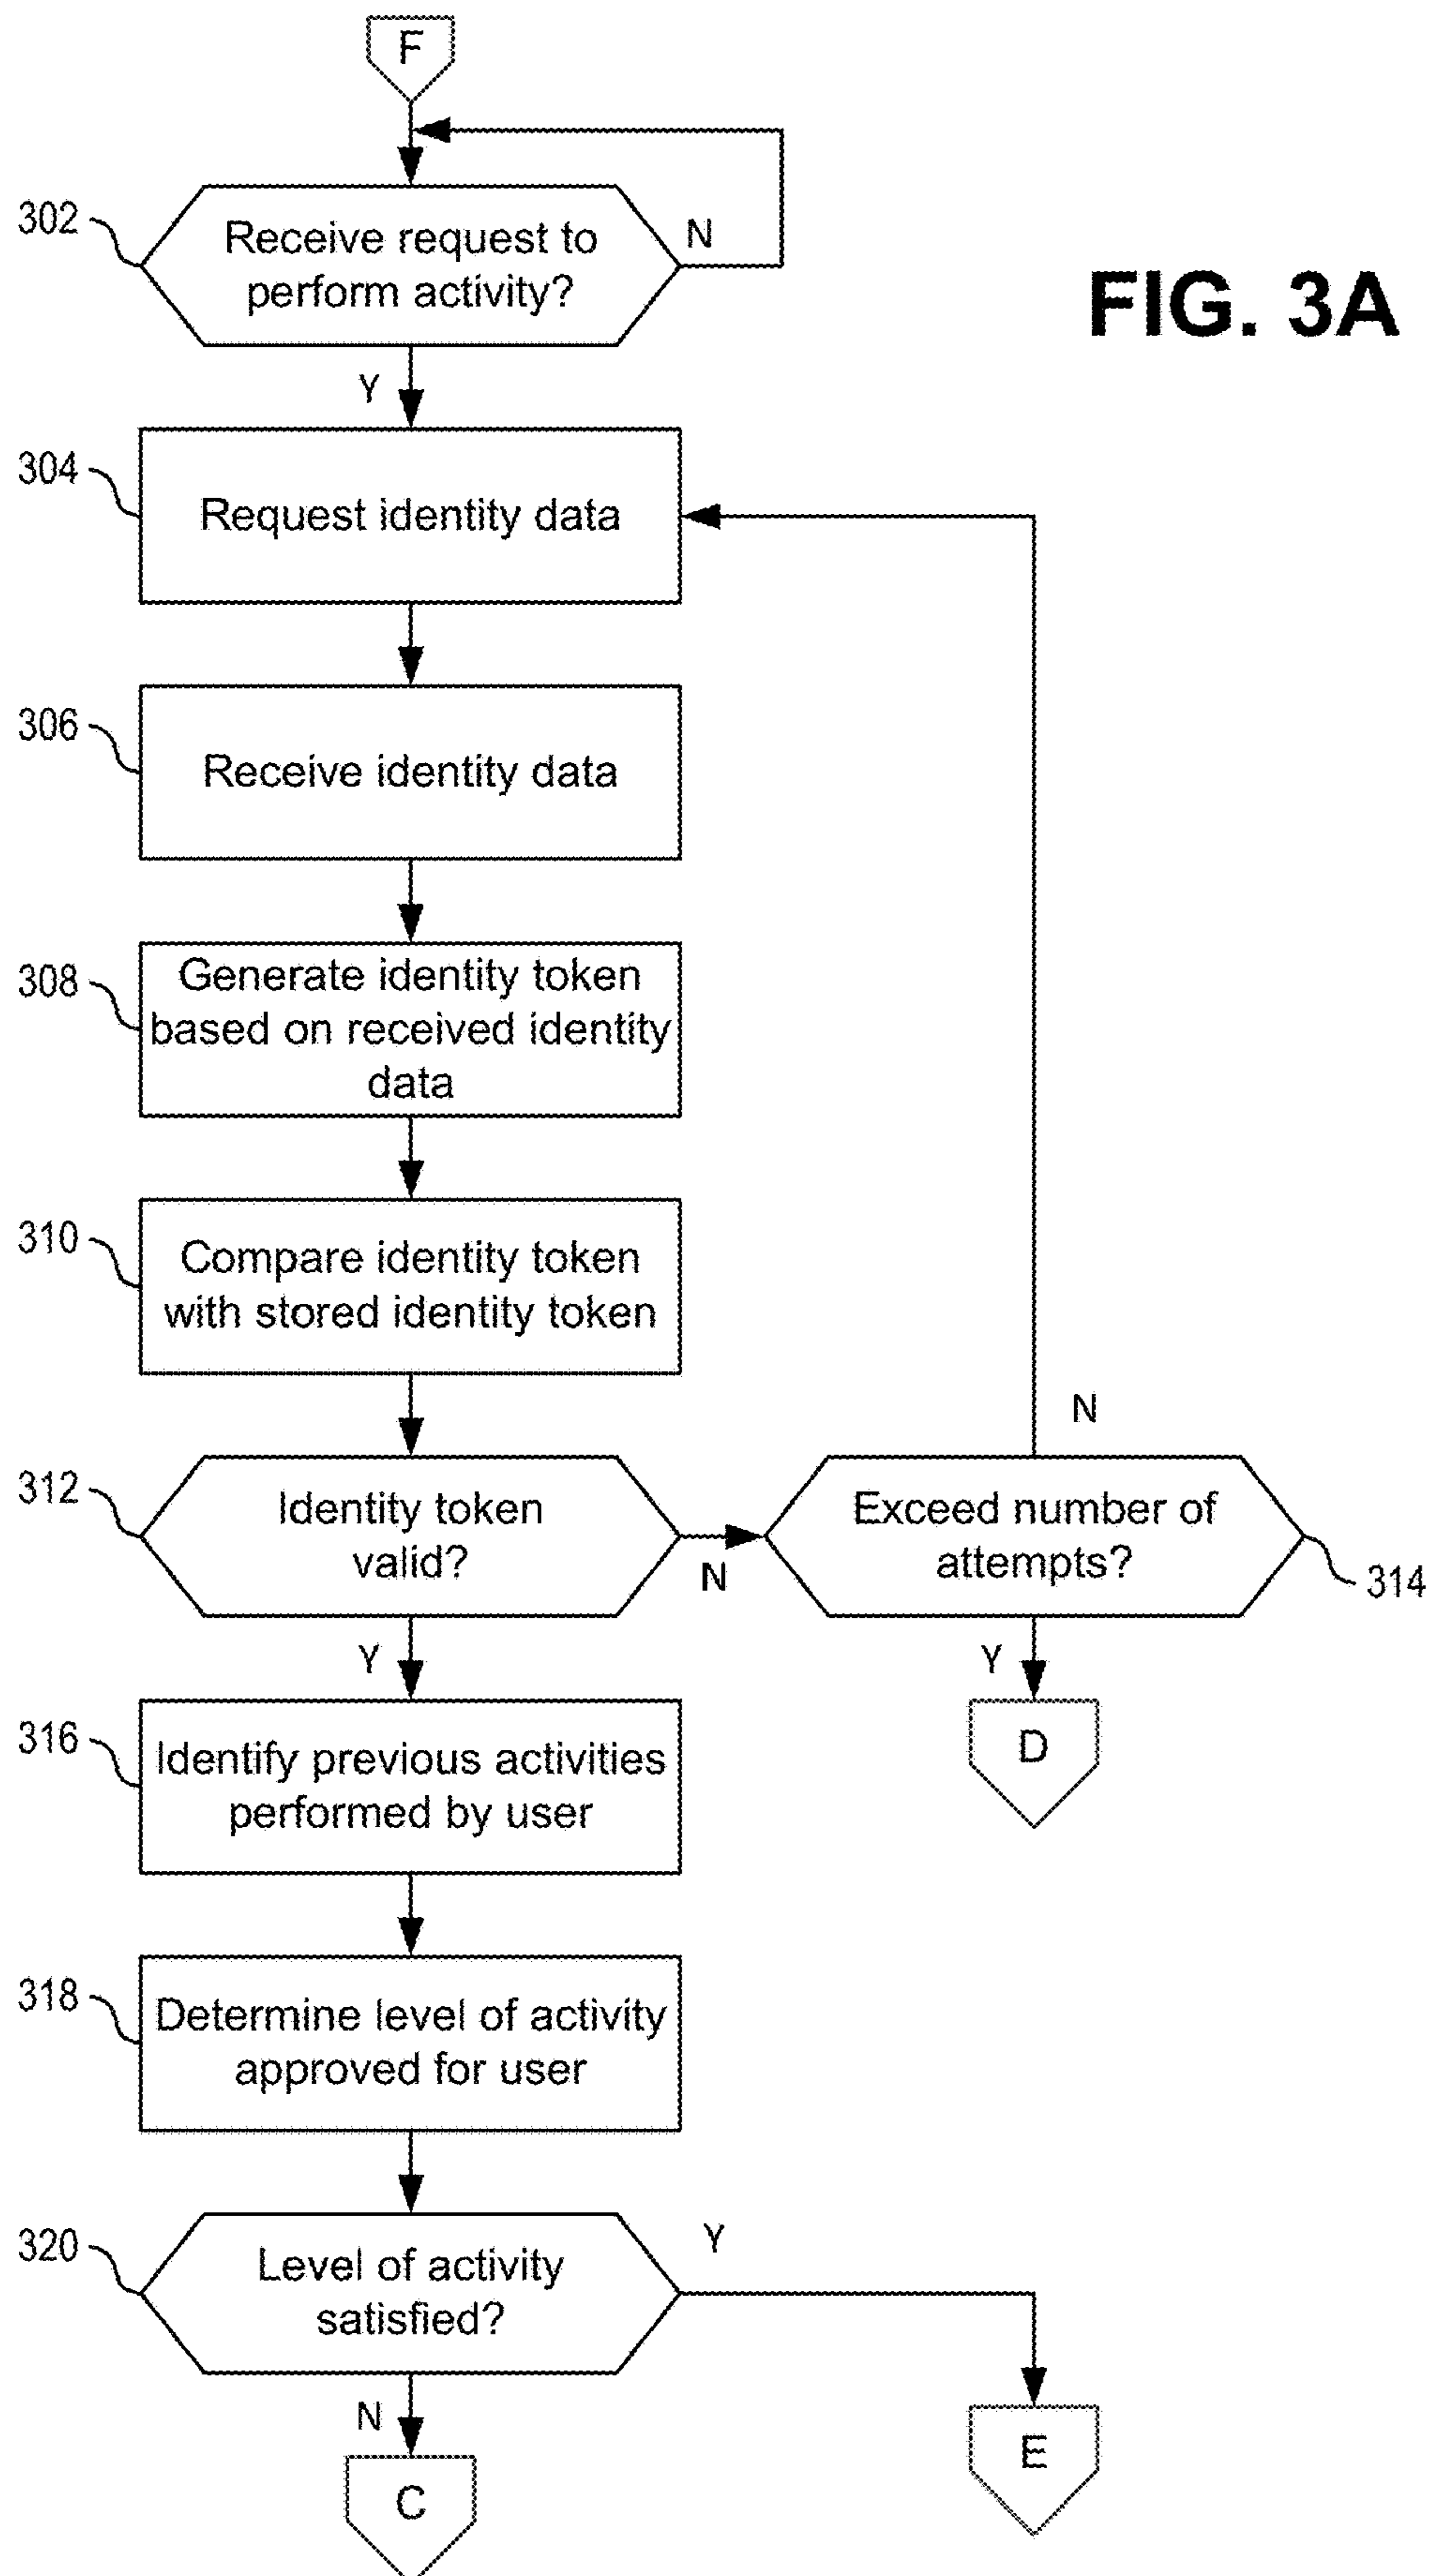 F
302
Receive request to
perform activity?
N
FIG. 3A
Y
304
Request identity data
306
Receive identity data
308
Generate identity token
based on received identity
data
310
Compare identity token
with stored identity token
N
312
Identity token
valid?
N
Exceed number of
attempts?
314
Y
Y
D
316
Identify previous activities
performed by user
318
Determine level of activity
approved for user
320
Level of activity
satisfied?
Y
N
C
E